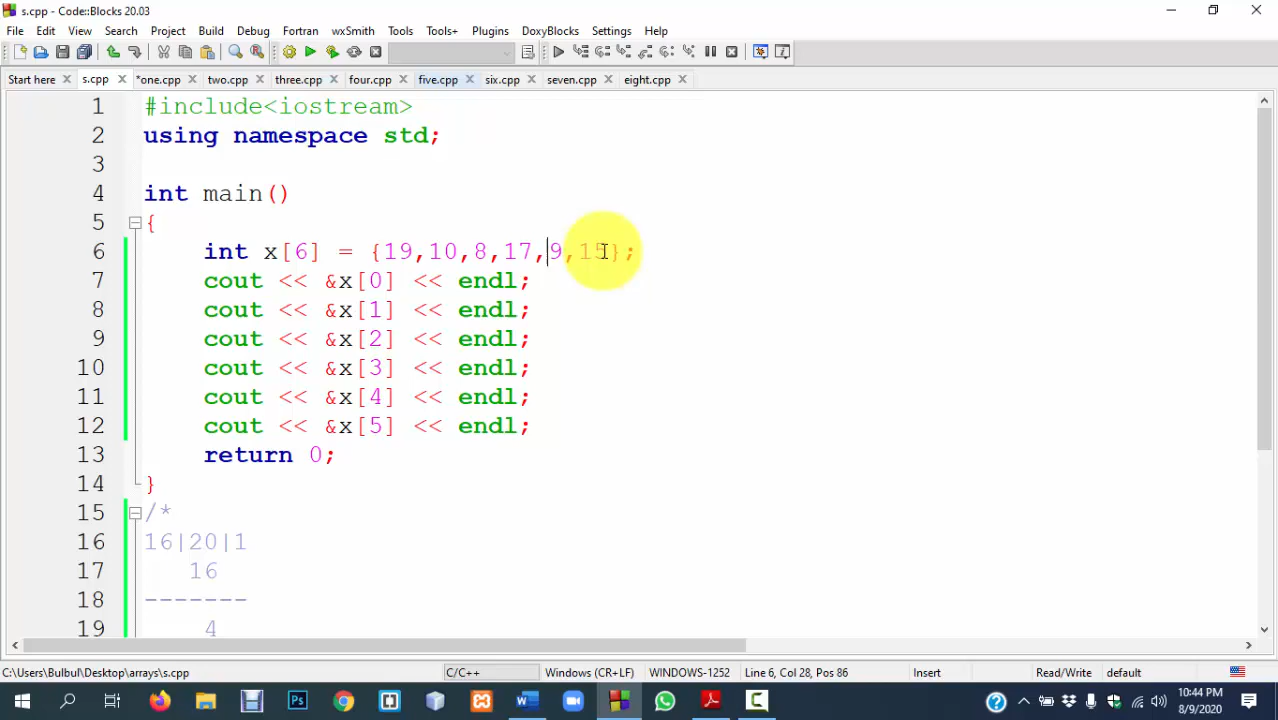 s.cpp - Code::Blocks 20.03
File Edit View Search Project Build Debug Fortran wxSmith Tools Tools+ Plugins DoxyBlocks Settings Help
Start here s.cpp *one.cpp two.cpp three.cpp four.cpp five.cpp six.cpp seven.cpp eight.cpp
1 #include<iostream>
2 using namespace std;
3
4 int main()
5 {
6 int x[6] = {19,10,8,17,9,15};
7 cout << &x[0] << endl;
8 cout << &x[1] << endl;
9 cout << &x[2] << endl;
10 cout << &x[3] << endl;
11 cout << &x[4] << endl;
12 cout << &x[5] << endl;
13 return 0;
14 }
15 /*
16 16|20|1
17 16
18 -------
19 4
C:\Users\Bulbul\Desktop\arrays\s.cpp C/C++ Windows (CR+LF) WINDOWS-1252 Line 6, Col 28, Pos 86 Insert Read/Write default
10:44 PM
8/9/2020